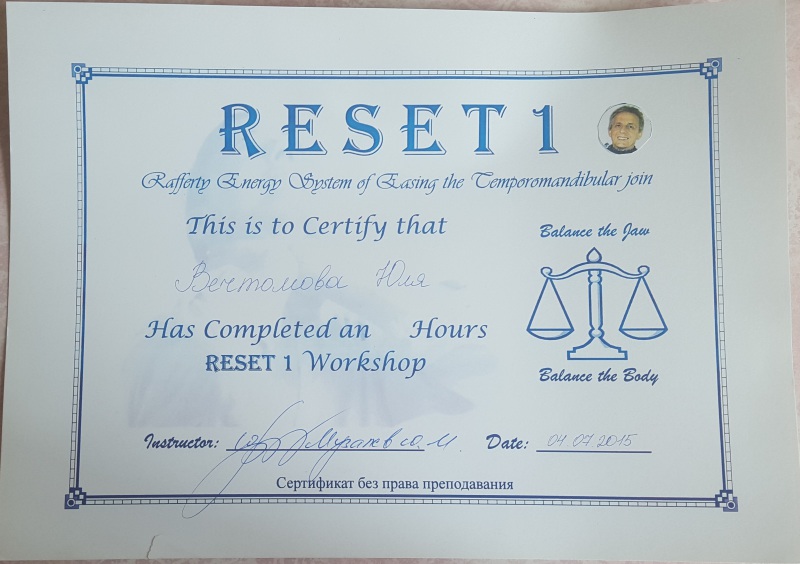 RESET 1
Rafferty Energy System of Easing the Temporomandibular join
This is to Certify that
Вечтомова Юля
Has Completed an Hours
RESET 1 Workshop
Balance the Jaw
Balance the Body
Instructor: Муралев Ю. И.
Date: 04.07.2015
Сертификат без права преподавания